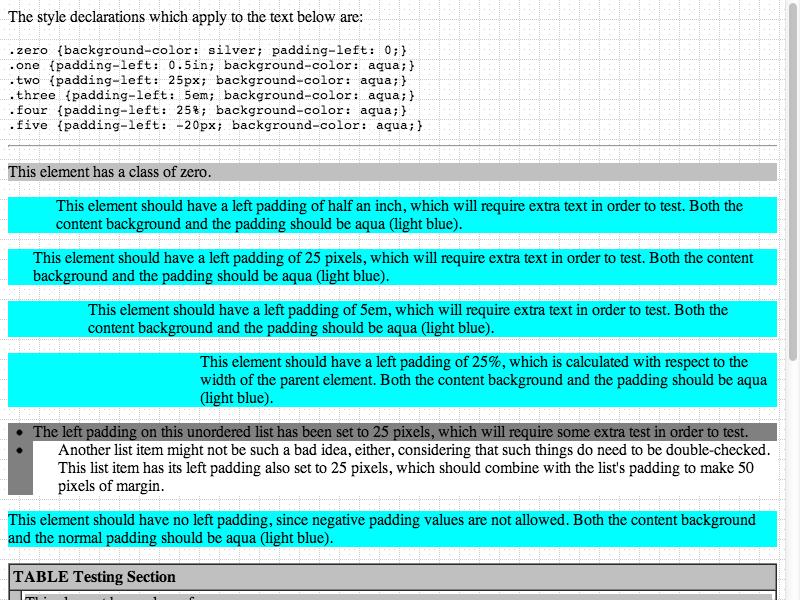 The style declarations which apply to the text below are:
.zero {background-color: silver; padding-left: 0;}
.one {padding-left: 0.5in; background-color: aqua;}
.two {padding-left: 25px; background-color: aqua;}
.three {padding-left: 5em; background-color: aqua;}
.four {padding-left: 25%; background-color: aqua;}
.five {padding-left: -20px; background-color: aqua;}
This element has a class of zero.
This element should have a left padding of half an inch, which will require extra text in order to test. Both the
content background and the padding should be aqua (light blue).
This element should have a left padding of 25 pixels, which will require extra text in order to test. Both the content
background and the padding should be aqua (light blue).
This element should have a left padding of 5em, which will require extra text in order to test. Both the
content background and the padding should be aqua (light blue).
This element should have a left padding of 25%, which is calculated with respect to the
width of the parent element. Both the content background and the padding should be aqua
(light blue).
• The left padding on this unordered list has been set to 25 pixels, which will require some extra test in order to test.
• Another list item might not be such a bad idea, either, considering that such things do need to be double-checked.
This list item has its left padding also set to 25 pixels, which should combine with the list's padding to make 50
pixels of margin.
This element should have no left padding, since negative padding values are not allowed. Both the content background
and the normal padding should be aqua (light blue).
TABLE Testing Section